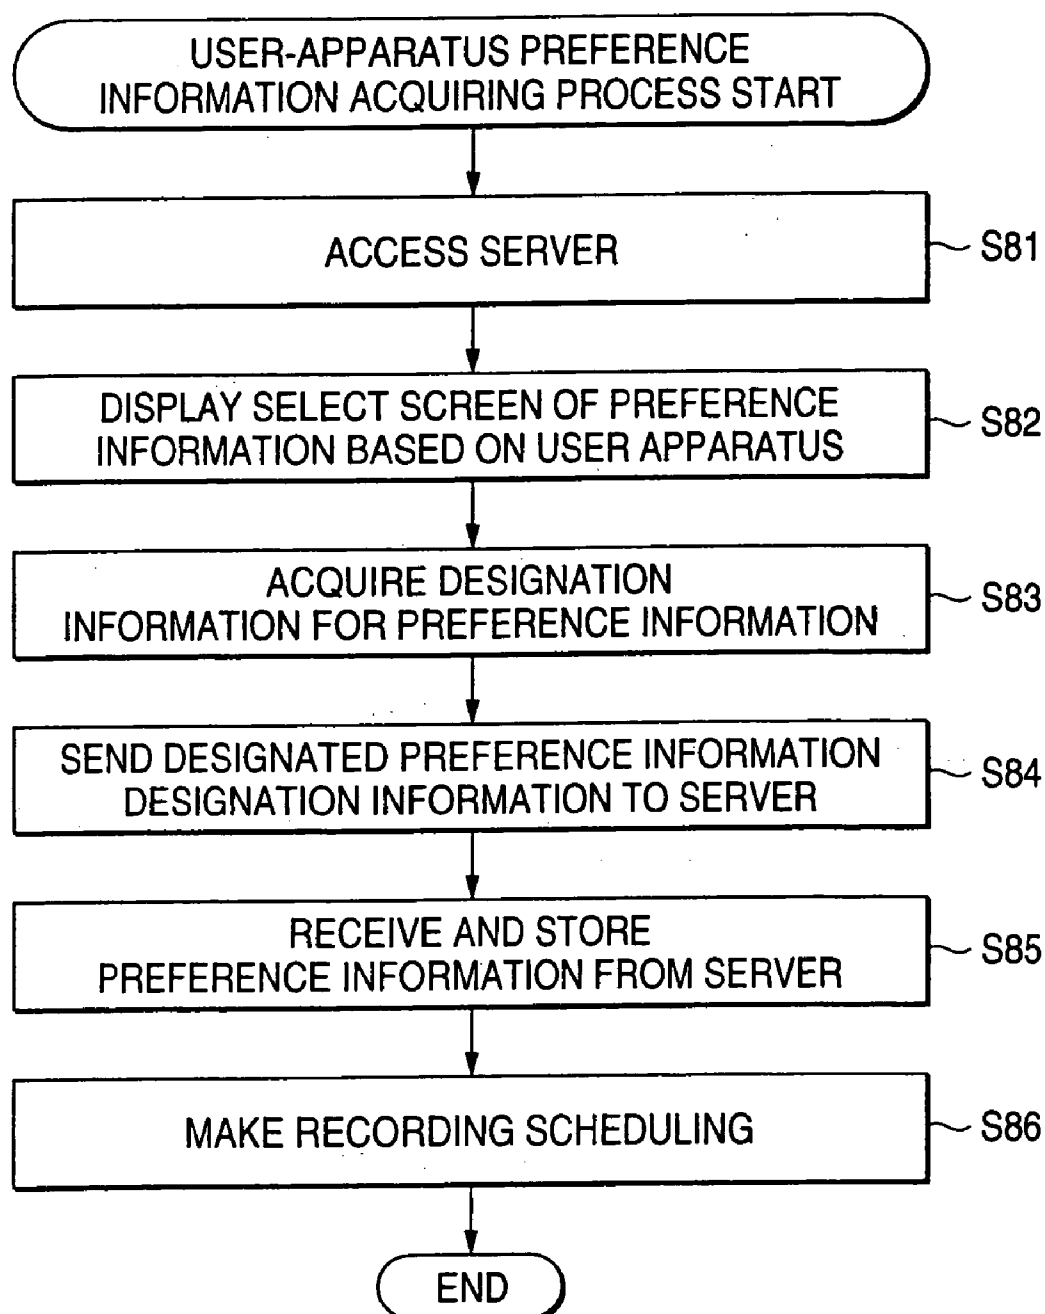 USER-APPARATUS PREFERENCE
INFORMATION ACQUIRING PROCESS START
ACCESS SERVER
S81
DISPLAY SELECT SCREEN OF PREFERENCE
INFORMATION BASED ON USER APPARATUS
S82
ACQUIRE DESIGNATION
INFORMATION FOR PREFERENCE INFORMATION
S83
SEND DESIGNATED PREFERENCE INFORMATION
DESIGNATION INFORMATION TO SERVER
S84
RECEIVE AND STORE
PREFERENCE INFORMATION FROM SERVER
S85
MAKE RECORDING SCHEDULING
S86
END